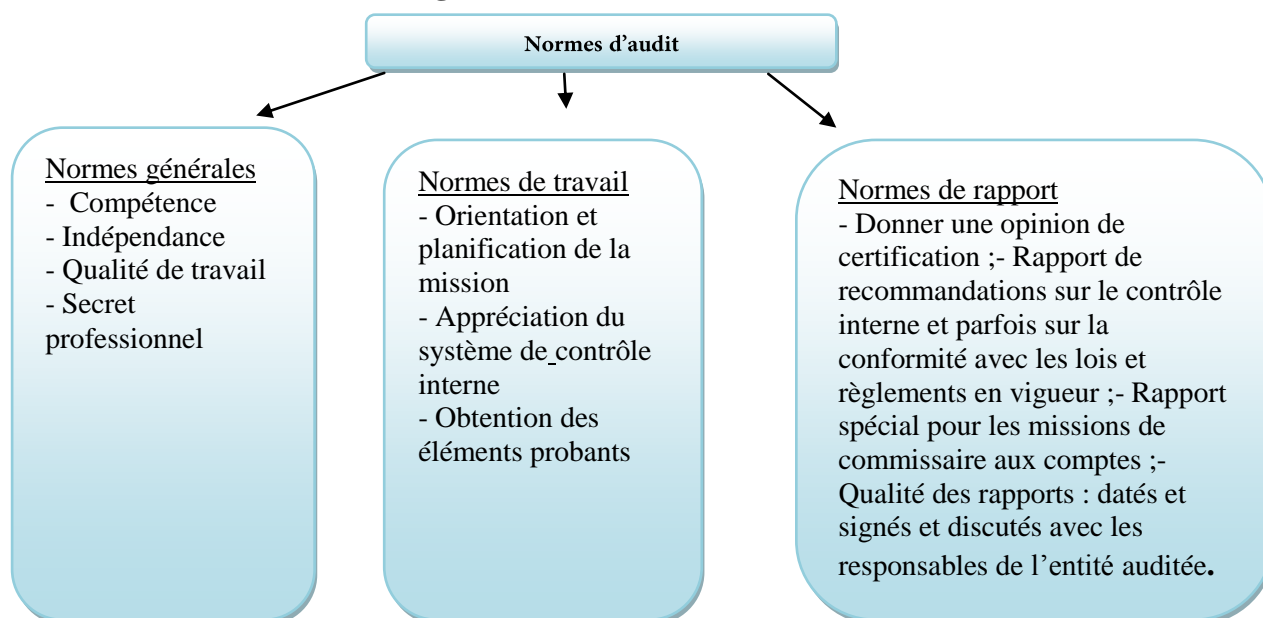 Normes d'audit
Normes générales
- Compétence
- Indépendance
- Qualité de travail
- Secret
professionnel
Normes de travail
- Orientation et
planification de la
mission
- Appréciation du
système de contrôle
interne
- Obtention des
éléments probants
Normes de rapport
- Donner une opinion de
certification ;- Rapport de
recommandations sur le contrôle
interne et parfois sur la
conformité avec les lois et
règlements en vigueur ;- Rapport
spécial pour les missions de
commissaire aux comptes ;-
Qualité des rapports : datés et
signés et discutés avec les
responsables de l'entité auditée.